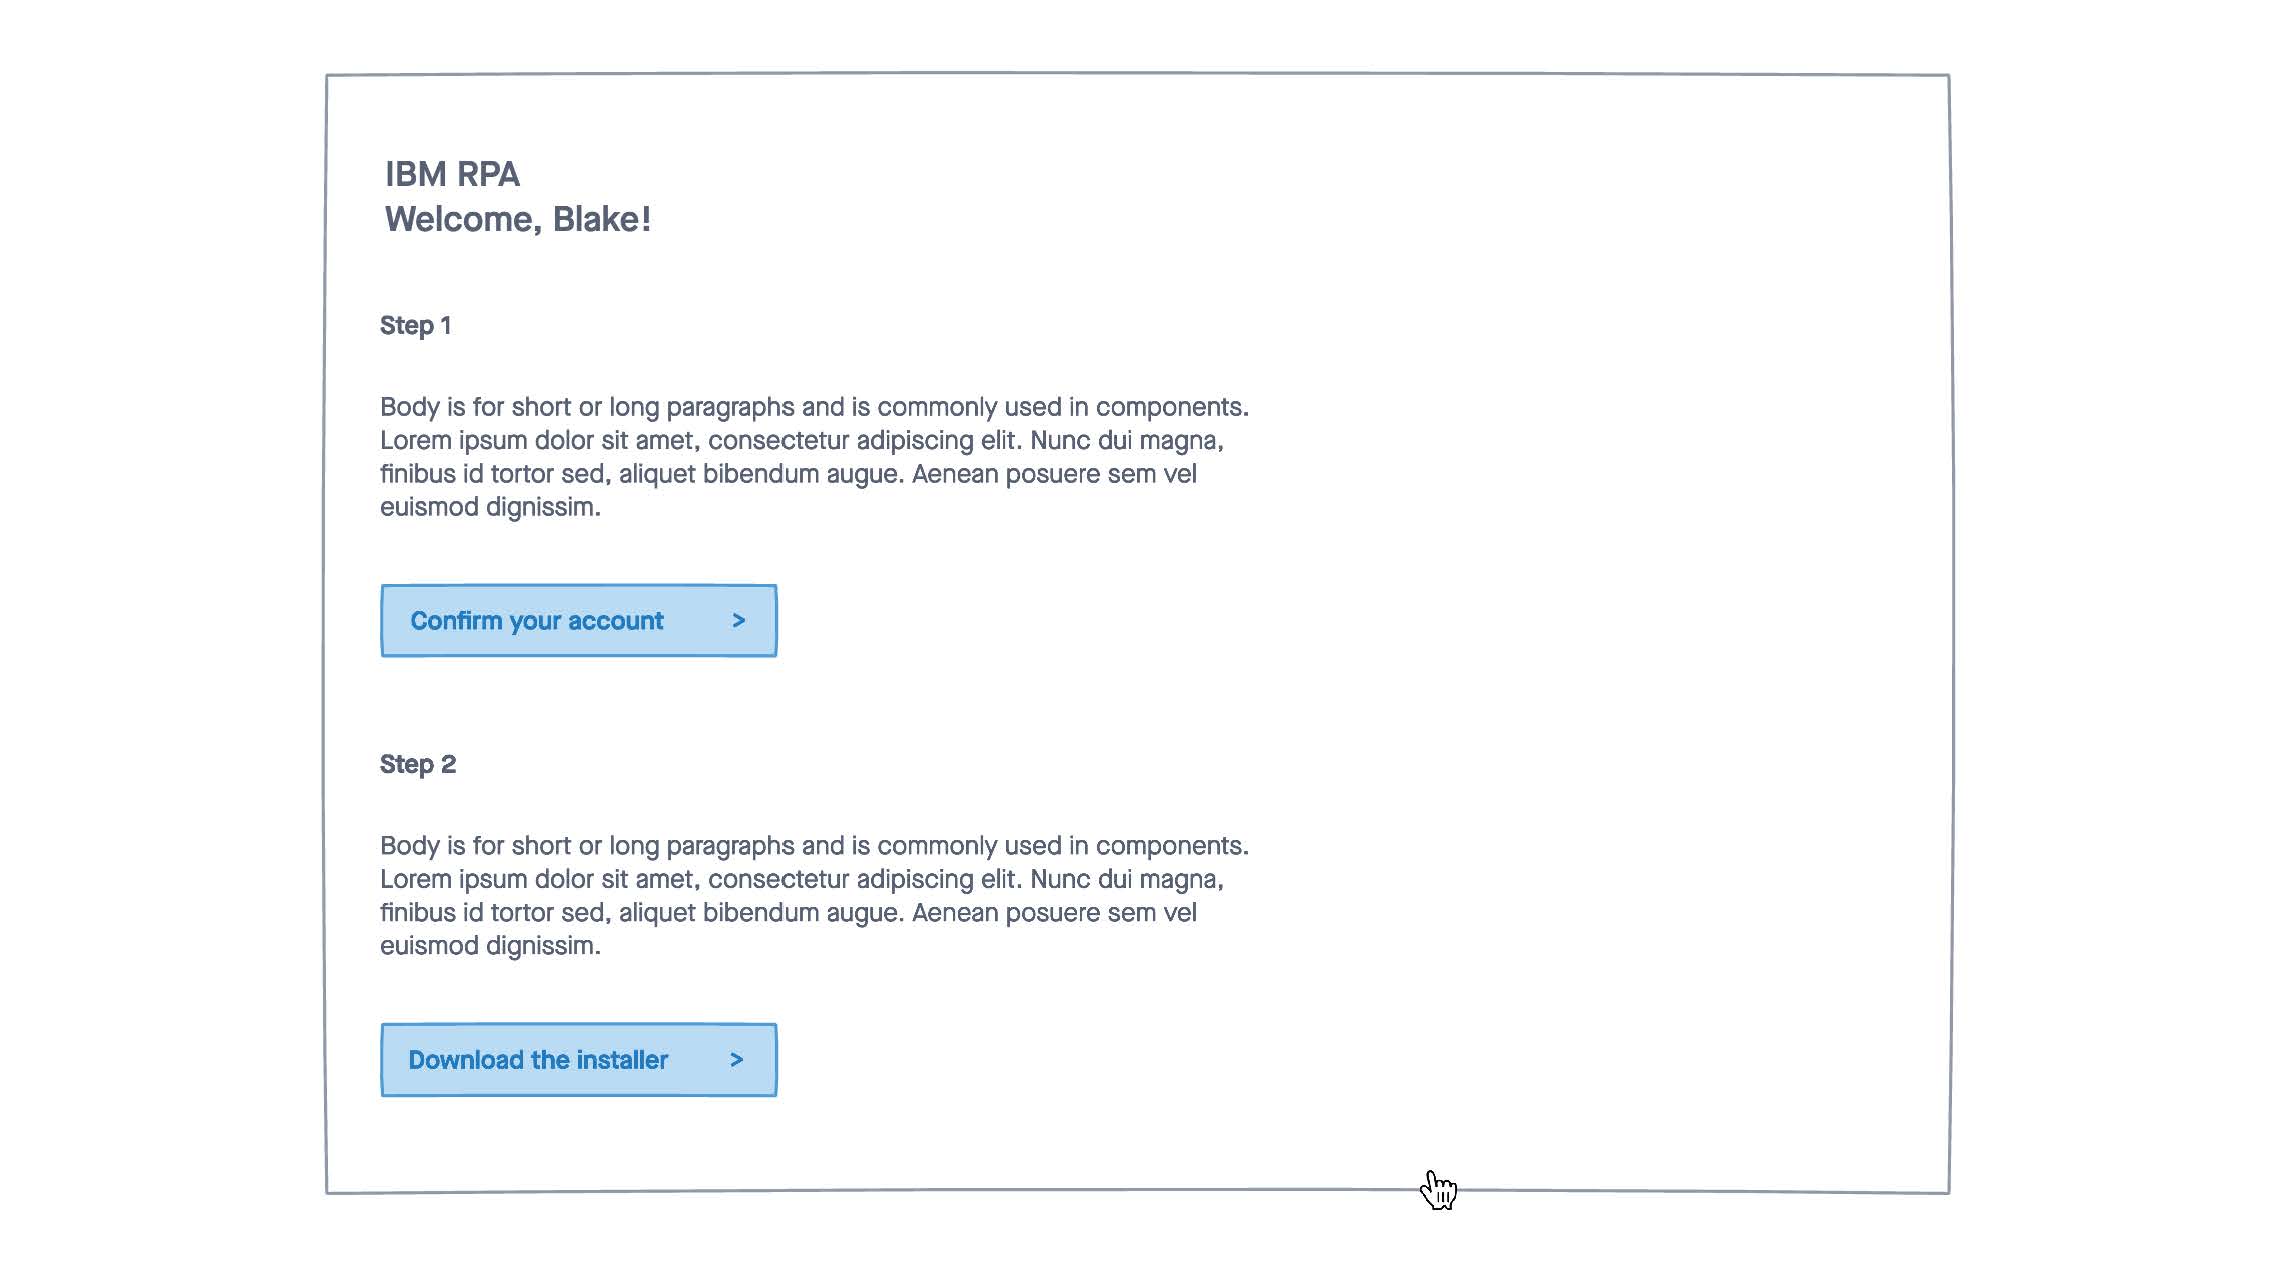 IBM RPA
Welcome, Blake!
Step 1
Body is for short or long paragraphs and is commonly used in components.
Lorem ipsum dolor sit amet, consectetur adipiscing elit. Nunc dui magna,
finibus id tortor sed, aliquet bibendum augue. Aenean posuere sem vel
euismod dignissim.
Confirm your account >
Step 2
Body is for short or long paragraphs and is commonly used in components.
Lorem ipsum dolor sit amet, consectetur adipiscing elit. Nunc dui magna,
finibus id tortor sed, aliquet bibendum augue. Aenean posuere sem vel
euismod dignissim.
Download the installer >